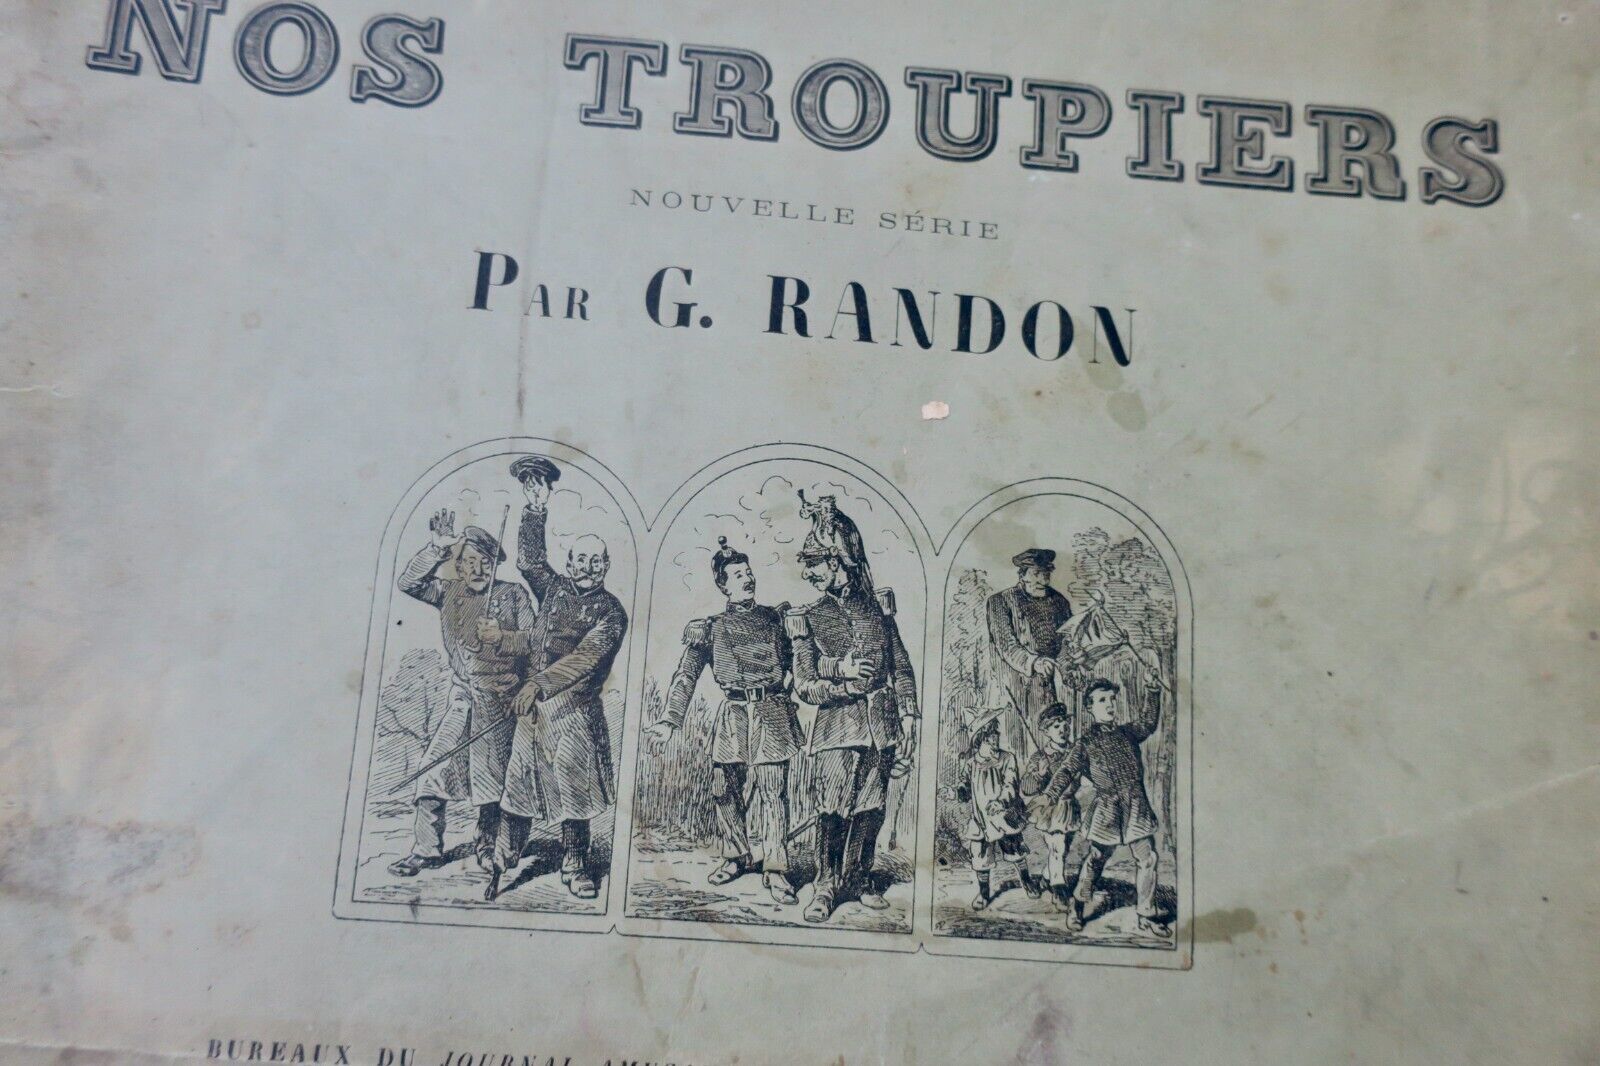 NOS TROUPIERS
NOUVELLE SÉRIE
PAR G. RANDON
BUREAUX DU JOURNAL